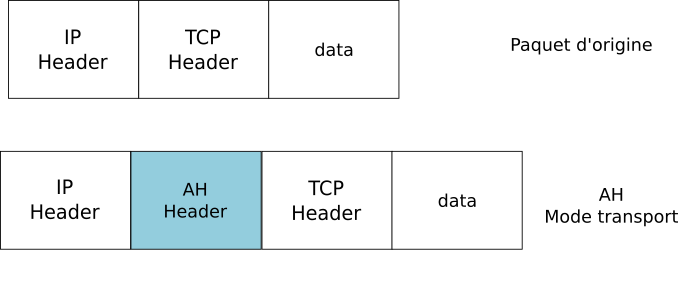 IP
Header
TCP
Header
data
Paquet d'origine
IP
Header
AH
Header
TCP
Header
data
AH
Mode transport